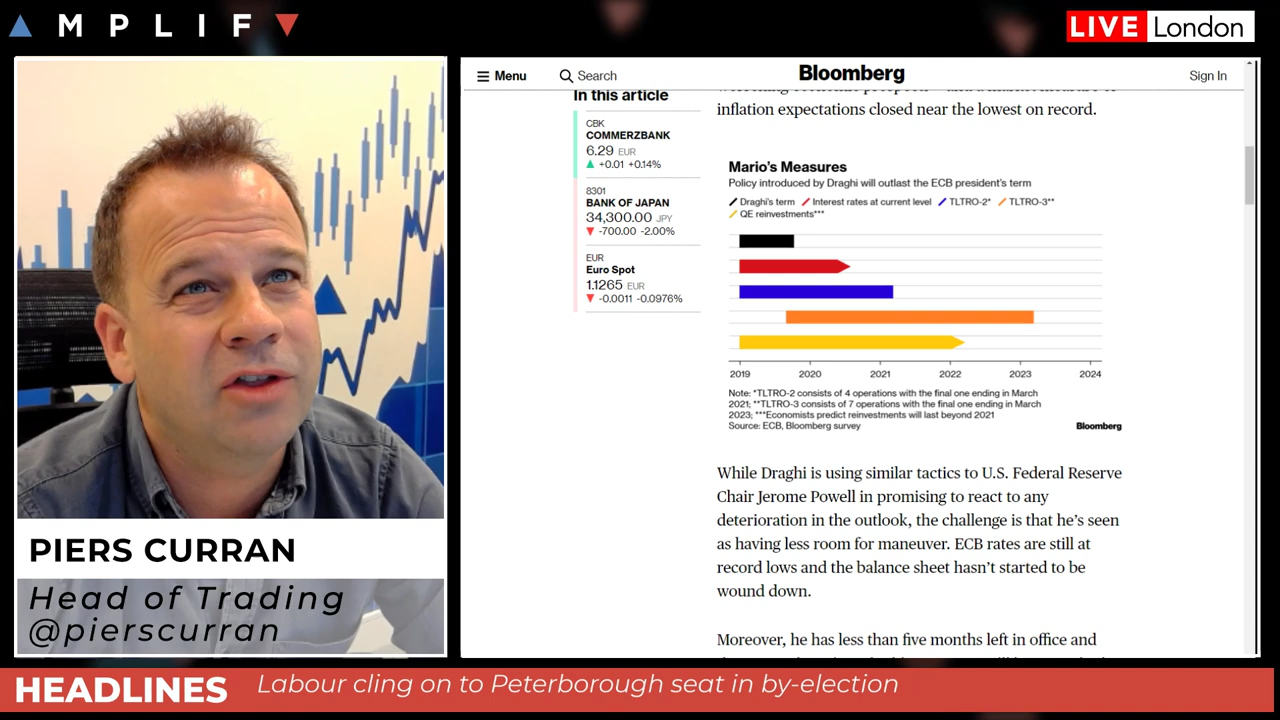 AMPLIFY
LIVE London
Menu
Search
Bloomberg
Sign In
In this article
CBK
COMMERZBANK
6.29 EUR
+0.01 +0.14%
8301
BANK OF JAPAN
34,300.00 JPY
-700.00 -2.00%
EUR
Euro Spot
1.1265 EUR
-0.0011 -0.0976%
inflation expectations closed near the lowest on record.
Mario's Measures
Policy introduced by Draghi will outlast the ECB president's term
Draghi's term Interest rates at current level TLTRO-2* TLTRO-3**
QE reinvestments***
2019 2020 2021 2022 2023 2024
Note: *TLTRO-2 consists of 4 operations with the final one ending in March
2021; **TLTRO-3 consists of 7 operations with the final one ending in March
2023; ***Economists predict reinvestments will last beyond 2021
Source: ECB, Bloomberg survey
Bloomberg
While Draghi is using similar tactics to U.S. Federal Reserve
Chair Jerome Powell in promising to react to any
deterioration in the outlook, the challenge is that he's seen
as having less room for maneuver. ECB rates are still at
record lows and the balance sheet hasn't started to be
wound down.
Moreover, he has less than five months left in office and
PIERS CURRAN
Head of Trading
@pierscurran
HEADLINES
Labour cling on to Peterborough seat in by-election